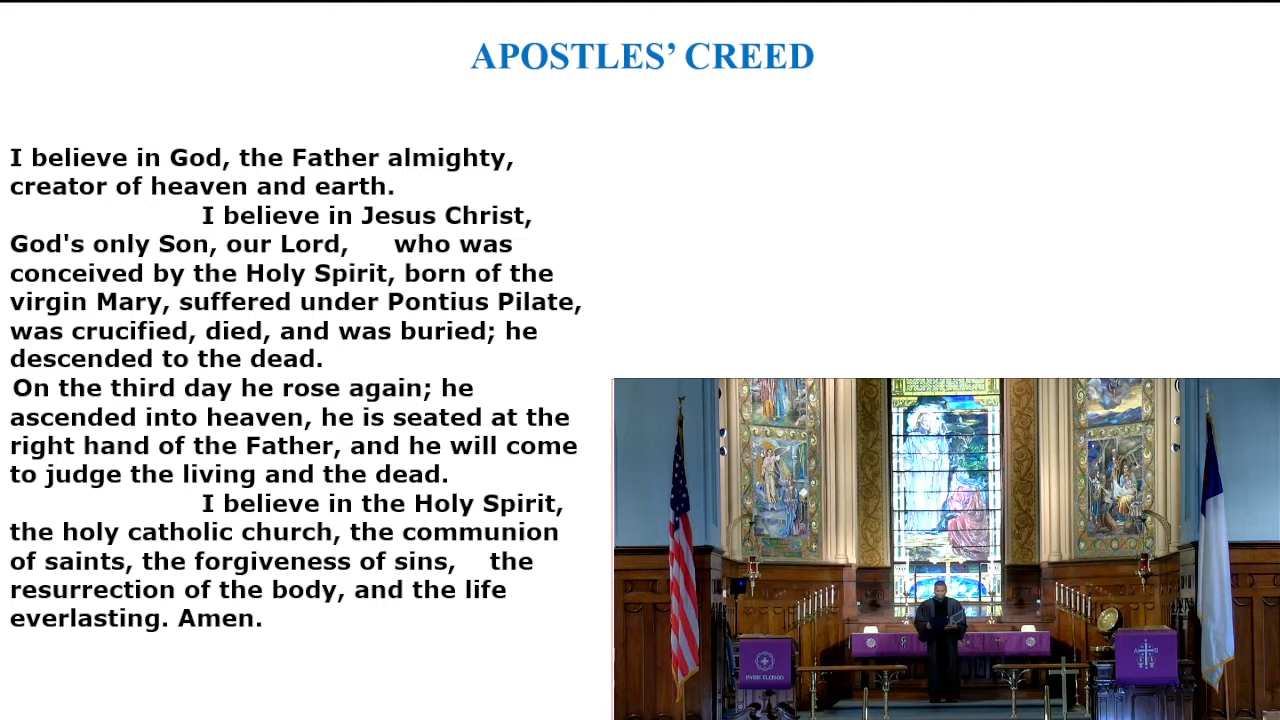 APOSTLES’ CREED
I believe in God, the Father almighty,
creator of heaven and earth.
I believe in Jesus Christ,
God's only Son, our Lord, who was
conceived by the Holy Spirit, born of the
virgin Mary, suffered under Pontius Pilate,
was crucified, died, and was buried; he
descended to the dead.
On the third day he rose again; he
ascended into heaven, he is seated at the
right hand of the Father, and he will come
to judge the living and the dead.
I believe in the Holy Spirit,
the holy catholic church, the communion
of saints, the forgiveness of sins, the
resurrection of the body, and the life
everlasting. Amen.